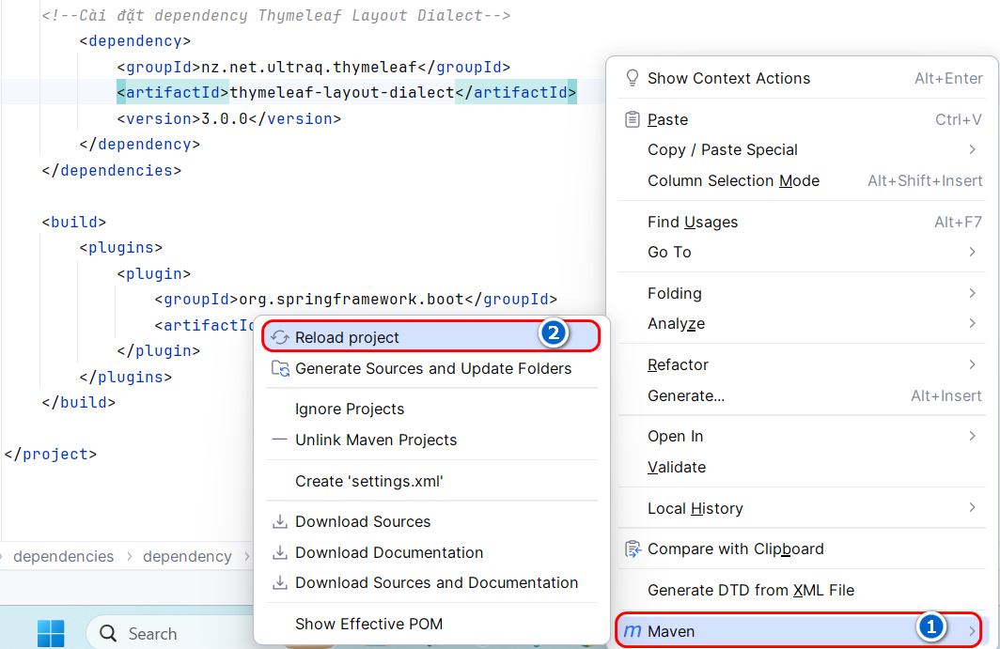 <!--Cài đặt dependency Thymeleaf Layout Dialect-->
<dependency>
<groupId>nz.net.ultraq.thymeleaf</groupId>
<artifactId>thymeleaf-layout-dialect</artifactId>
<version>3.0.0</version>
</dependency>
</dependencies>
<build>
<plugins>
<plugin>
<groupId>org.springframework.boot</groupId>
<artifactId
</plugin>
</plugins>
</build>
</project>
dependencies > dependency >
Search
Reload project 2
Generate Sources and Update Folders
Ignore Projects
Unlink Maven Projects
Create 'settings.xml'
Download Sources
Download Documentation
Download Sources and Documentation
Show Effective POM
Show Context Actions Alt+Enter
Paste Ctrl+V
Copy / Paste Special
Column Selection Mode Alt+Shift+Insert
Find Usages Alt+F7
Go To
Folding
Analyze
Refactor
Generate... Alt+Insert
Open In
Validate
Local History
Compare with Clipboard
Generate DTD from XML File
m Maven 1